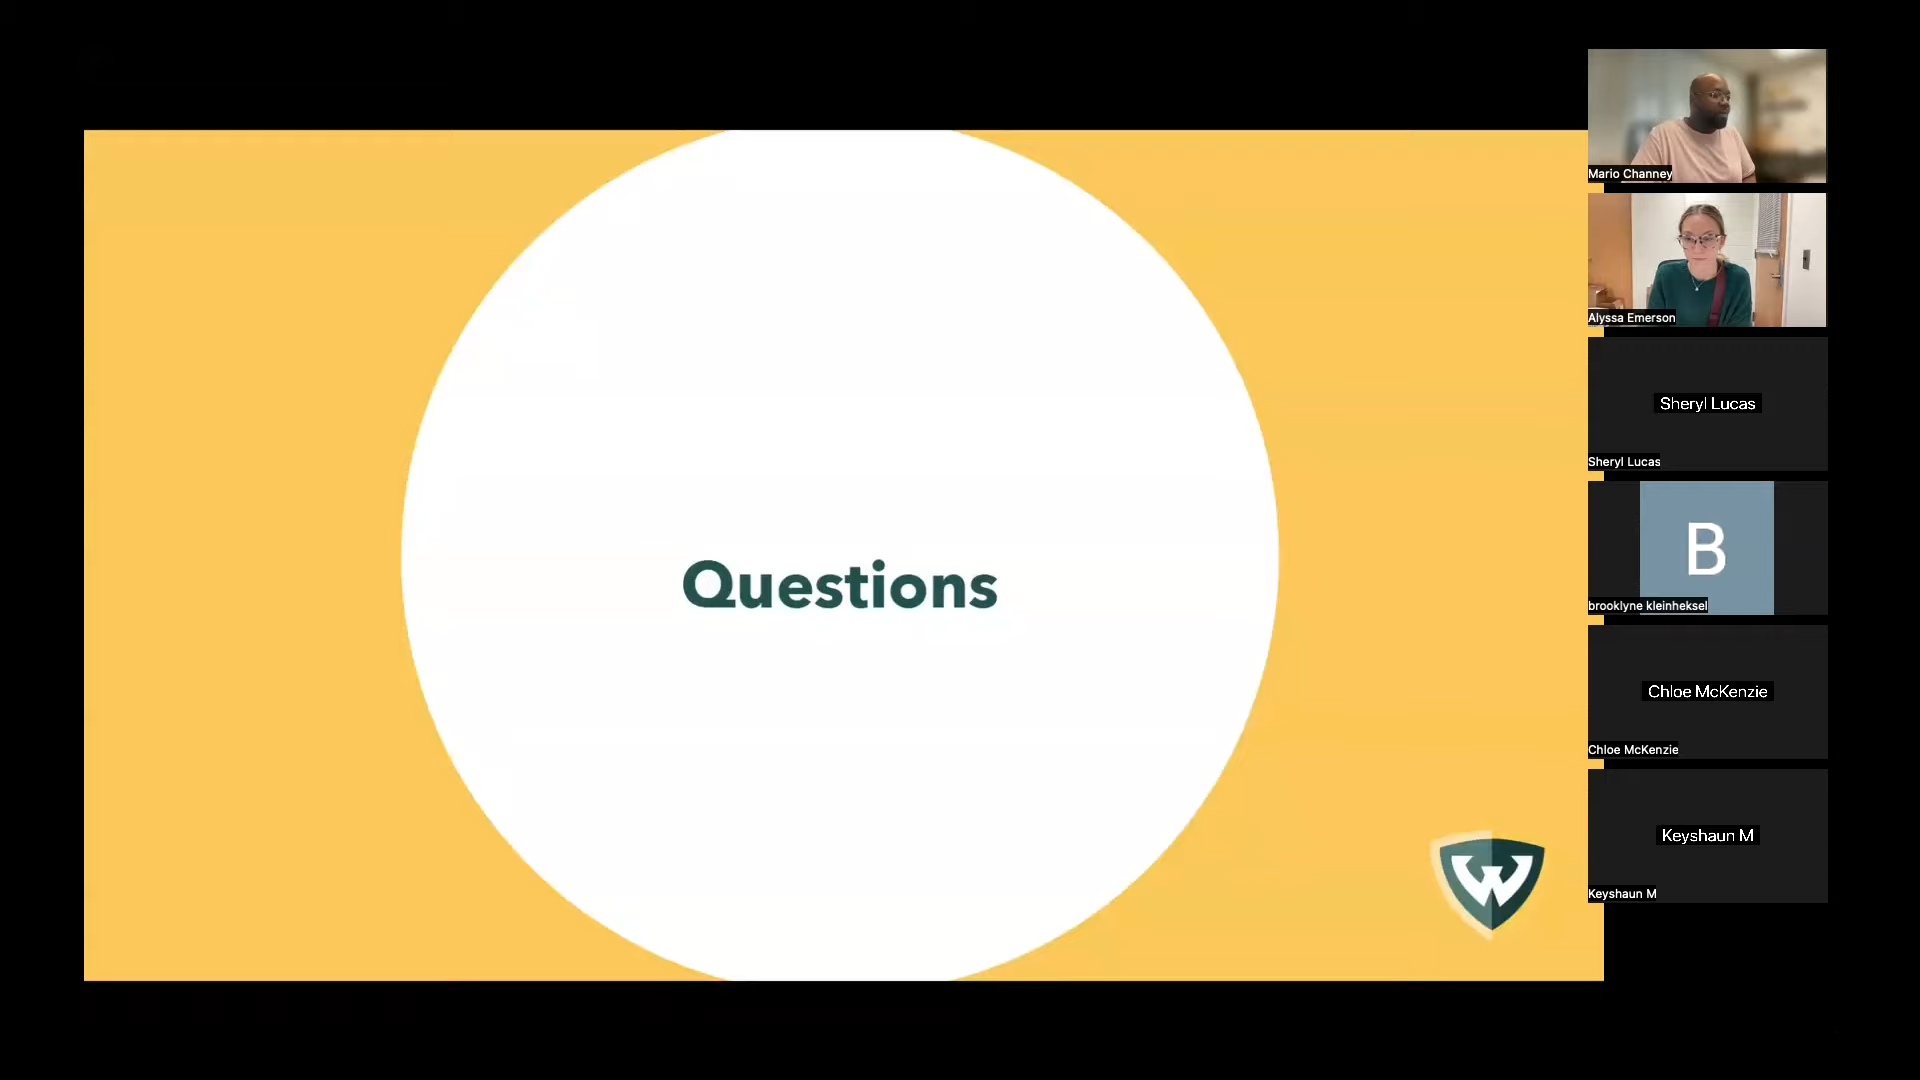 Questions
W
Mario Channey
Alyssa Emerson
Sheryl Lucas
Sheryl Lucas
B
brooklyne kleinheksel
Chloe McKenzie
Chloe McKenzie
Keyshaun M
Keyshaun M